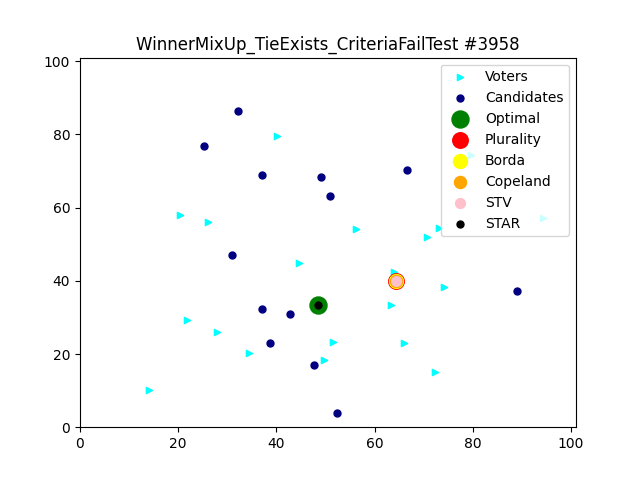 WinnerMixUp_TieExists_CriteriaFailTest #3958
100
80
60
40
20
0
0 20 40 60 80 100
Voters
Candidates
Optimal
Plurality
Borda
Copeland
STV
STAR